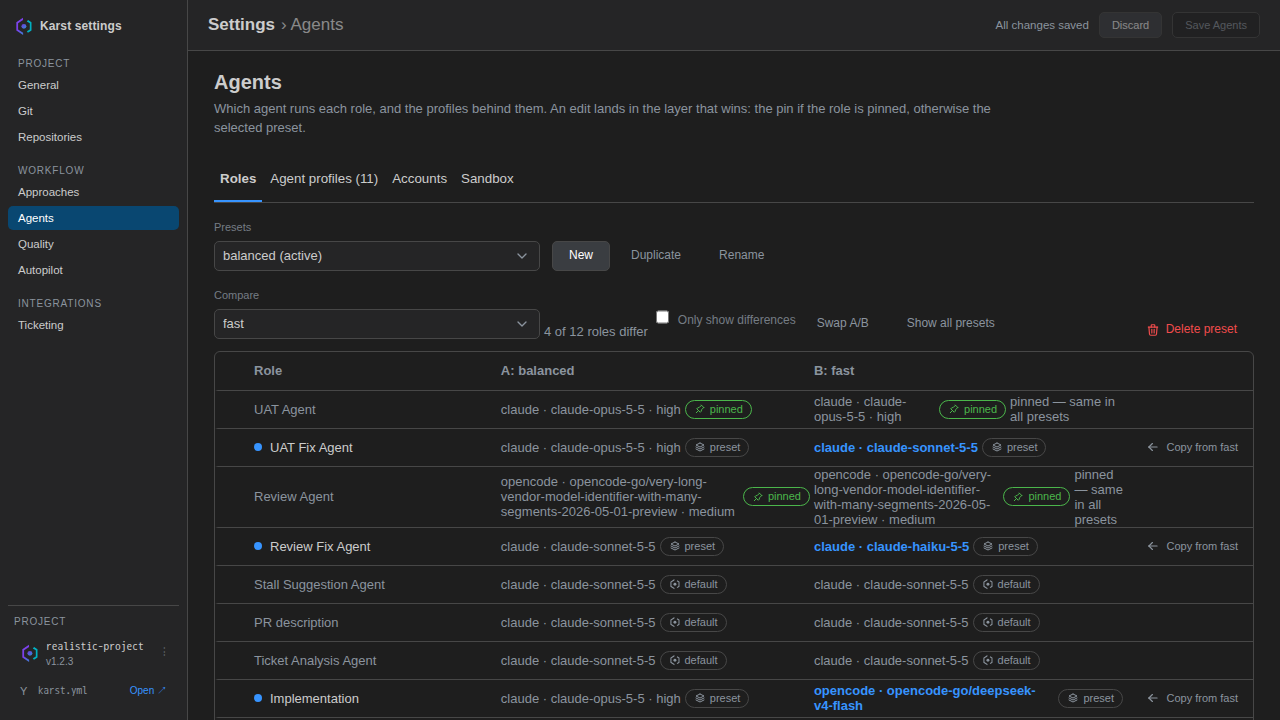 Karst settings
Settings › Agents
All changes saved
Discard
Save Agents
PROJECT
General
Git
Repositories
WORKFLOW
Approaches
Agents
Quality
Autopilot
INTEGRATIONS
Ticketing
PROJECT
realistic-project
v1.2.3
karst.yml
Open ↗
Agents
Which agent runs each role, and the profiles behind them. An edit lands in the layer that wins: the pin if the role is pinned, otherwise the
selected preset.
Roles Agent profiles (11) Accounts Sandbox
Presets
balanced (active) New Duplicate Rename
Compare
fast 4 of 12 roles differ Only show differences Swap A/B Show all presets Delete preset
Role A: balanced B: fast
UAT Agent claude · claude-opus-5-5 · high pinned claude · claude-
opus-5-5 · high pinned pinned — same in
all presets
UAT Fix Agent claude · claude-opus-5-5 · high preset claude · claude-sonnet-5-5 preset Copy from fast
Review Agent opencode · opencode-go/very-long-
vendor-model-identifier-with-many-
segments-2026-05-01-preview · medium pinned opencode · opencode-go/very-
long-vendor-model-identifier-
with-many-segments-2026-05-
01-preview · medium pinned pinned
— same
in all
presets
Review Fix Agent claude · claude-sonnet-5-5 preset claude · claude-haiku-5-5 preset Copy from fast
Stall Suggestion Agent claude · claude-sonnet-5-5 default claude · claude-sonnet-5-5 default
PR description claude · claude-sonnet-5-5 default claude · claude-sonnet-5-5 default
Ticket Analysis Agent claude · claude-sonnet-5-5 default claude · claude-sonnet-5-5 default
Implementation claude · claude-opus-5-5 · high preset opencode · opencode-go/deepseek-
v4-flash preset Copy from fast